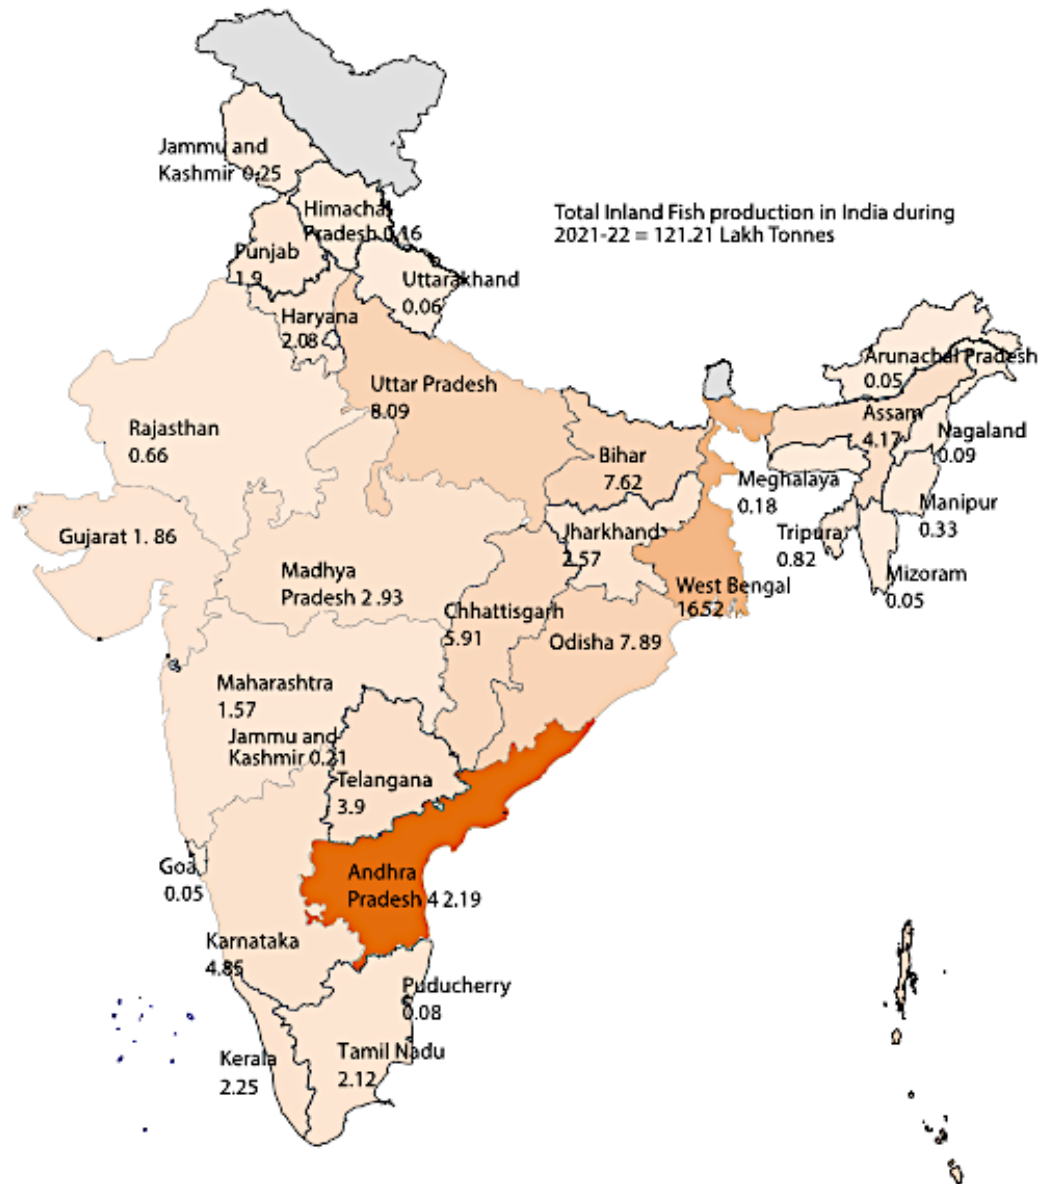 Jammu and
Kashmir 0.25
Himachal
Pradesh 0.16
Total Inland Fish production in India during
2021-22 = 121.21 Lakh Tonnes
Punjab
1.9
Uttarakhand
0.06
Haryana
2.08
Arunachal Pradesh
0.05
Uttar Pradesh
8.09
Assam
4.17
Rajasthan
0.66
Nagaland
0.09
Bihar
7.62
Meghalaya
0.18
Manipur
0.33
Gujarat 1. 86
Jharkhand
2.57
Tripura
0.82
Madhya
Pradesh 2.93
Mizoram
0.05
West Bengal
16.52
Chhattisgarh
5.91
Odisha 7. 89
Maharashtra
1.57
Jammu and
Kashmir 0.21
Telangana
3.9
Goa
0.05
Andhra
Pradesh 4 2.19
Karnataka
4.85
Puducherry
0.08
Kerala
2.25
Tamil Nadu
2.12